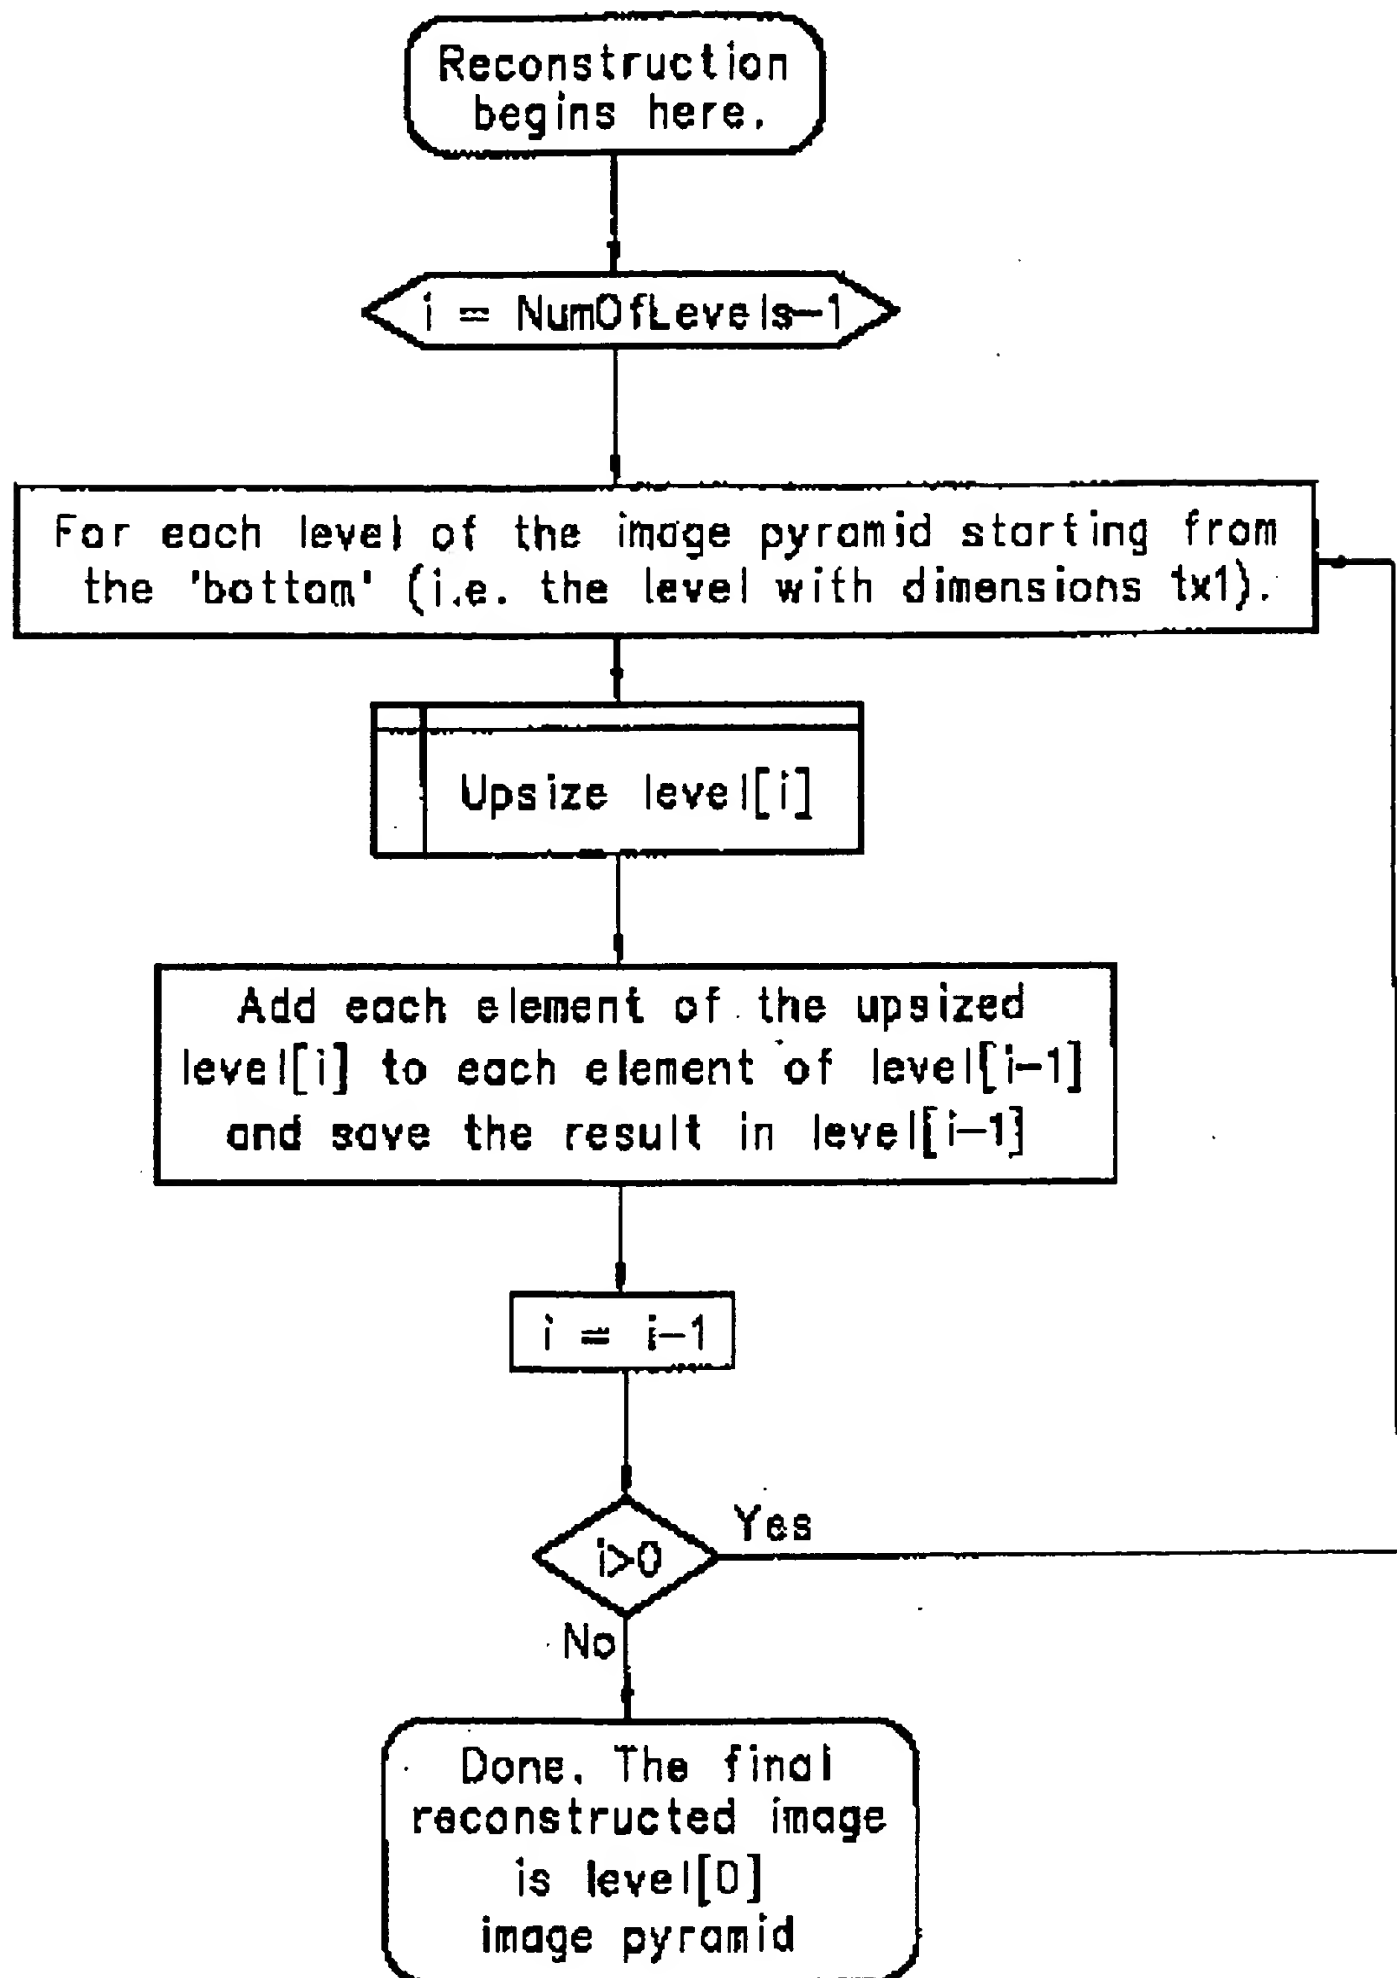 Reconstruction
begins here.
i = NumOfLevels-1
For each level of the image pyramid starting from
the 'bottom' (i.e. the level with dimensions 1x1).
Upsize level[i]
Add each element of the upsized
level[i] to each element of level[i-1]
and save the result in level[i-1]
i = i-1
i>0
Yes
No
Done. The final
reconstructed image
is level[0]
image pyramid